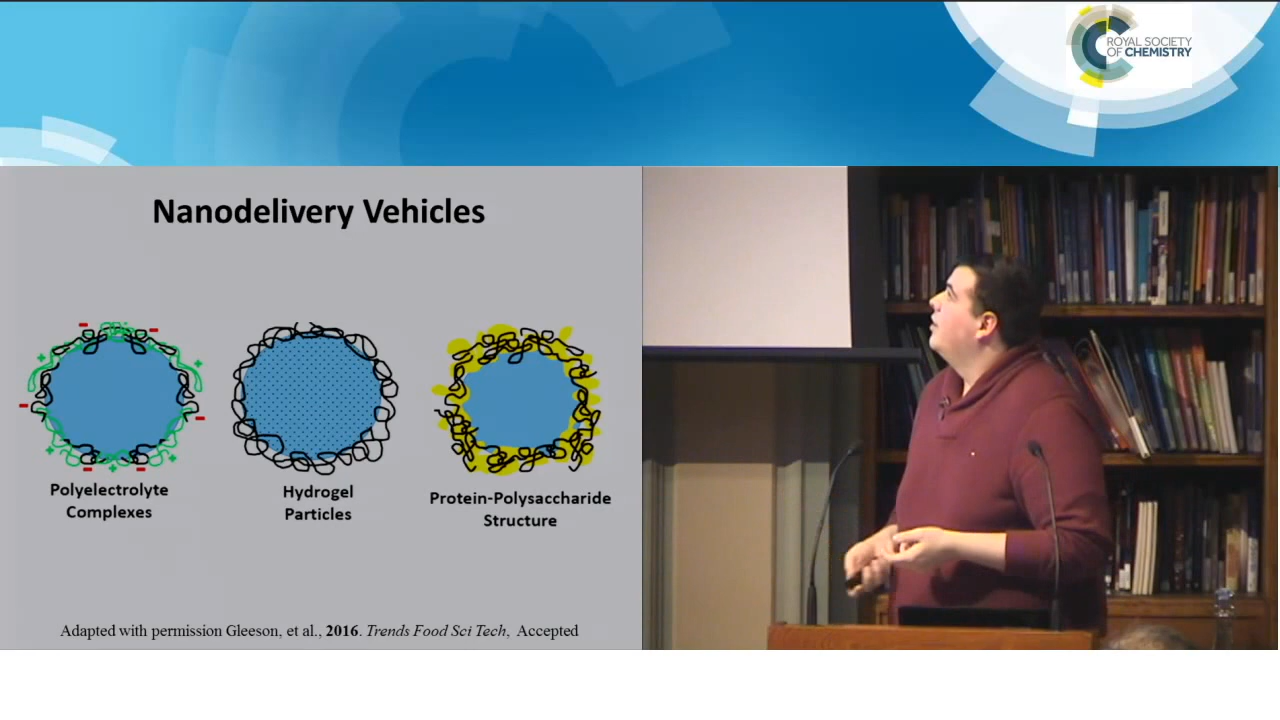 ROYAL SOCIETY
OF CHEMISTRY
Nanodelivery Vehicles
Polyelectrolyte
Complexes
Hydrogel
Particles
Protein-Polysaccharide
Structure
Adapted with permission Gleeson, et al., 2016. Trends Food Sci Tech, Accepted